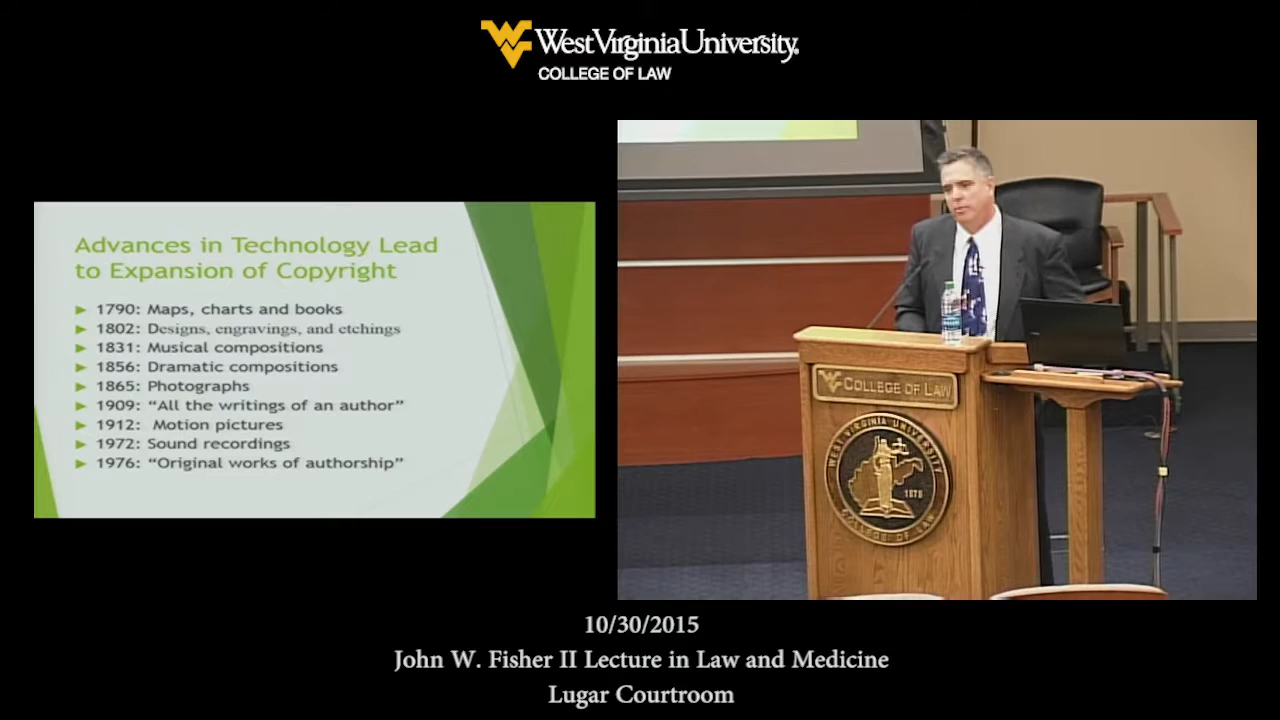 WestVirginiaUniversity.
COLLEGE OF LAW
Advances in Technology Lead
to Expansion of Copyright
1790: Maps, charts and books
1802: Designs, engravings, and etchings
1831: Musical compositions
1856: Dramatic compositions
1865: Photographs
1909: “All the writings of an author”
1912: Motion pictures
1972: Sound recordings
1976: “Original works of authorship”
COLLEGE OF LAW
WEST VIRGINIA UNIVERSITY
1878
COLLEGE OF LAW
10/30/2015
John W. Fisher II Lecture in Law and Medicine
Lugar Courtroom